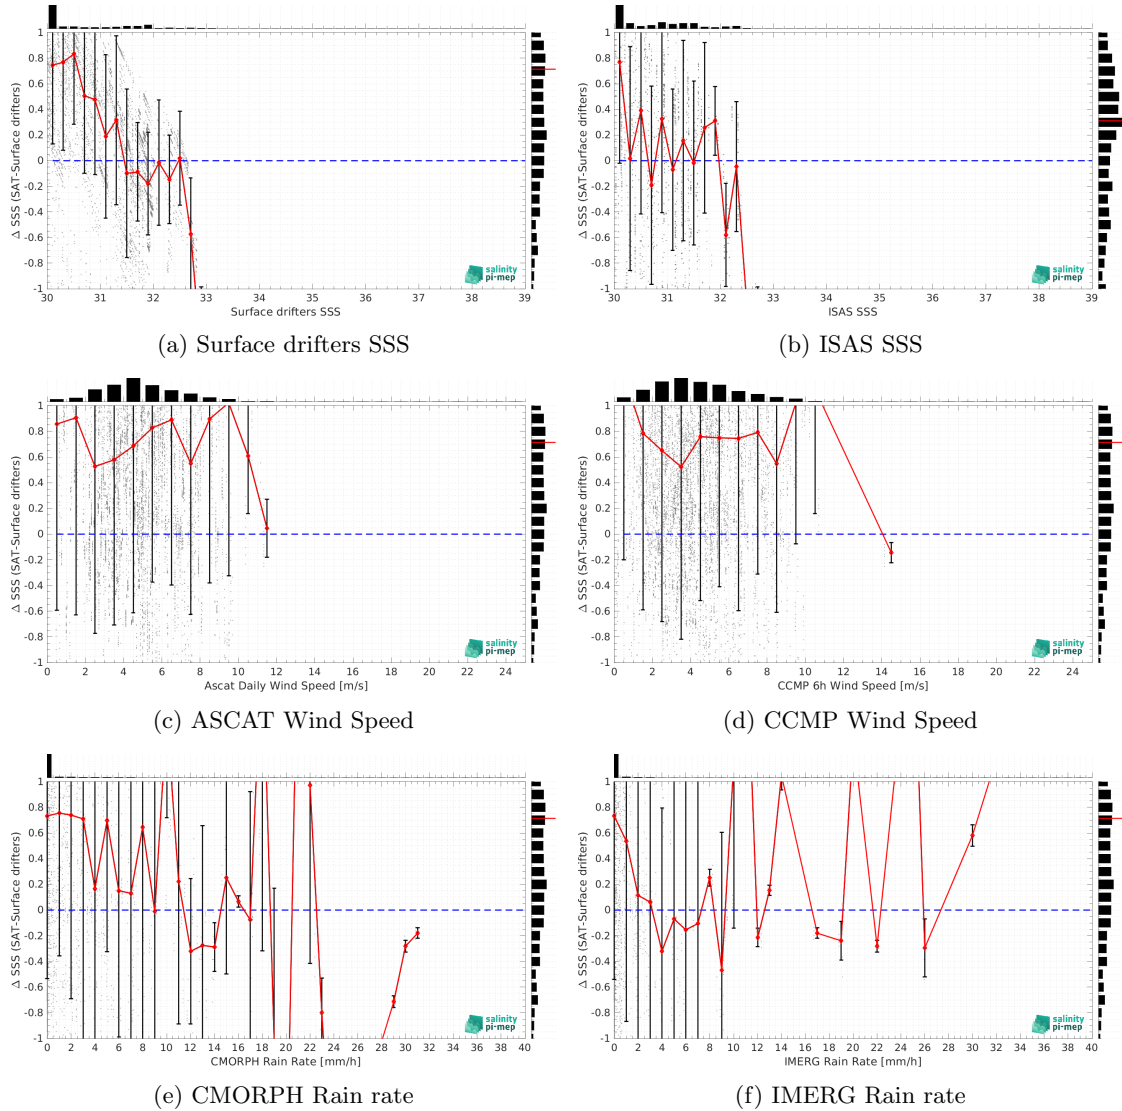 1
0.8
0.6
0.4
0.2
0
-0.2
-0.4
-0.6
-0.8
-1
Δ SSS (SAT-Surface drifters)
30 31 32 33 34 35 36 37 38 39
Surface drifters SSS
salinity
pi-mep
(a) Surface drifters SSS
1
0.8
0.6
0.4
0.2
0
-0.2
-0.4
-0.6
-0.8
-1
Δ SSS (SAT-Surface drifters)
30 31 32 33 34 35 36 37 38 39
ISAS SSS
salinity
pi-mep
(b) ISAS SSS
1
0.8
0.6
0.4
0.2
0
-0.2
-0.4
-0.6
-0.8
-1
Δ SSS (SAT-Surface drifters)
0 2 4 6 8 10 12 14 16 18 20 22 24
Ascat Daily Wind Speed [m/s]
salinity
pi-mep
(c) ASCAT Wind Speed
1
0.8
0.6
0.4
0.2
0
-0.2
-0.4
-0.6
-0.8
-1
Δ SSS (SAT-Surface drifters)
0 2 4 6 8 10 12 14 16 18 20 22 24
CCMP 6h Wind Speed [m/s]
salinity
pi-mep
(d) CCMP Wind Speed
1
0.8
0.6
0.4
0.2
0
-0.2
-0.4
-0.6
-0.8
-1
Δ SSS (SAT-Surface drifters)
0 2 4 6 8 10 12 14 16 18 20 22 24 26 28 30 32 34 36 38 40
CMORPH Rain Rate [mm/h]
salinity
pi-mep
(e) CMORPH Rain rate
1
0.8
0.6
0.4
0.2
0
-0.2
-0.4
-0.6
-0.8
-1
Δ SSS (SAT-Surface drifters)
0 2 4 6 8 10 12 14 16 18 20 22 24 26 28 30 32 34 36 38 40
IMERG Rain Rate [mm/h]
salinity
pi-mep
(f) IMERG Rain rate